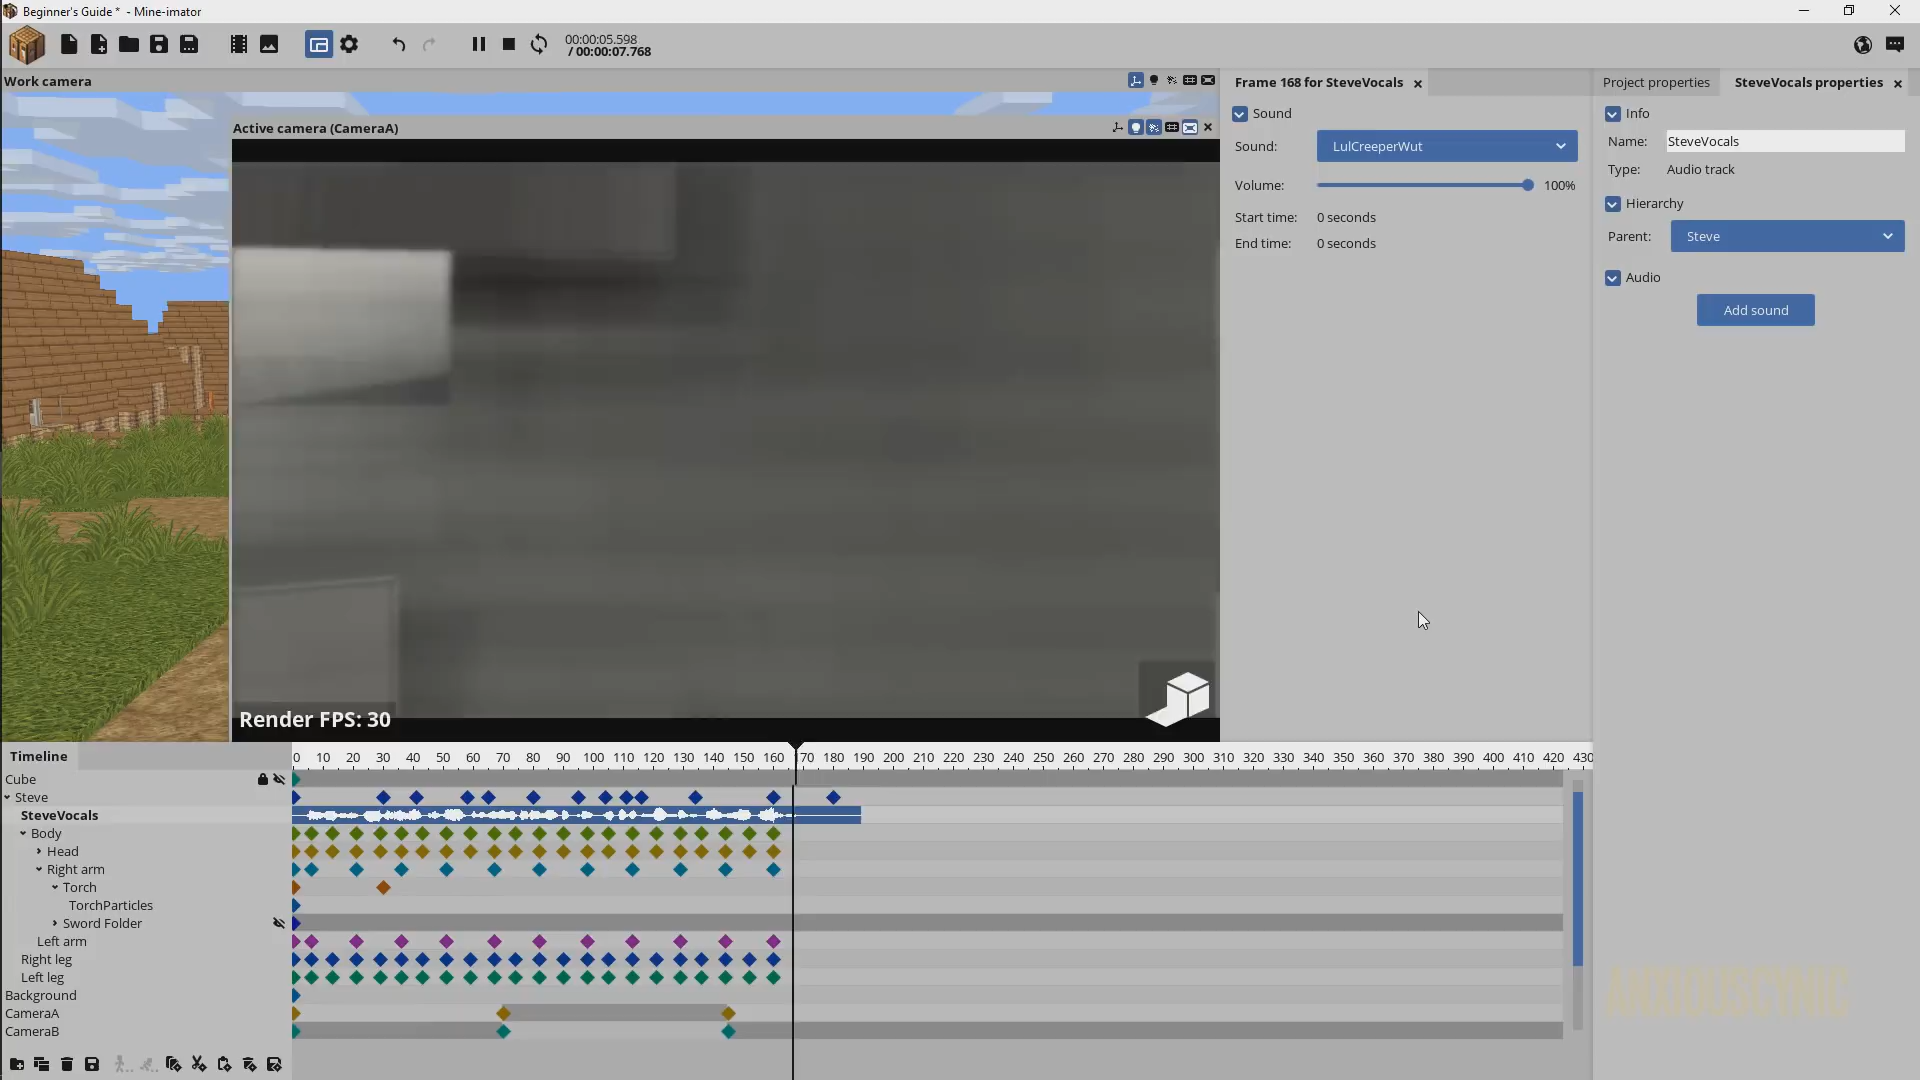 Beginner's Guide * - Mine-imator
00:00:05.598
/ 00:00:07.768
Work camera
Active camera (CameraA)
Render FPS: 30
Frame 168 for SteveVocals
Sound
Sound: LulCreeperWut
Volume: 100%
Start time: 0 seconds
End time: 0 seconds
Project properties SteveVocals properties
Info
Name: SteveVocals
Type: Audio track
Hierarchy
Parent: Steve
Audio
Add sound
Timeline
0 10 20 30 40 50 60 70 80 90 100 110 120 130 140 150 160 70 180 190 200 210 220 230 240 250 260 270 280 290 300 310 320 330 340 350 360 370 380 390 400 410 420 430
Cube
Steve
SteveVocals
Body
Head
Right arm
Torch
TorchParticles
Sword Folder
Left arm
Right leg
Left leg
Background
CameraA
CameraB
ANXIOUSCYNIC